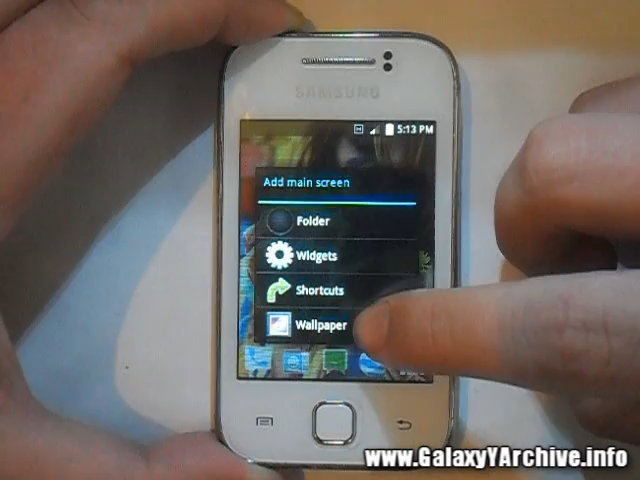 SAMSUNG
5:13 PM
Add main screen
Folder
Widgets
Shortcuts
Wallpaper
www.GalaxyYArchive.info